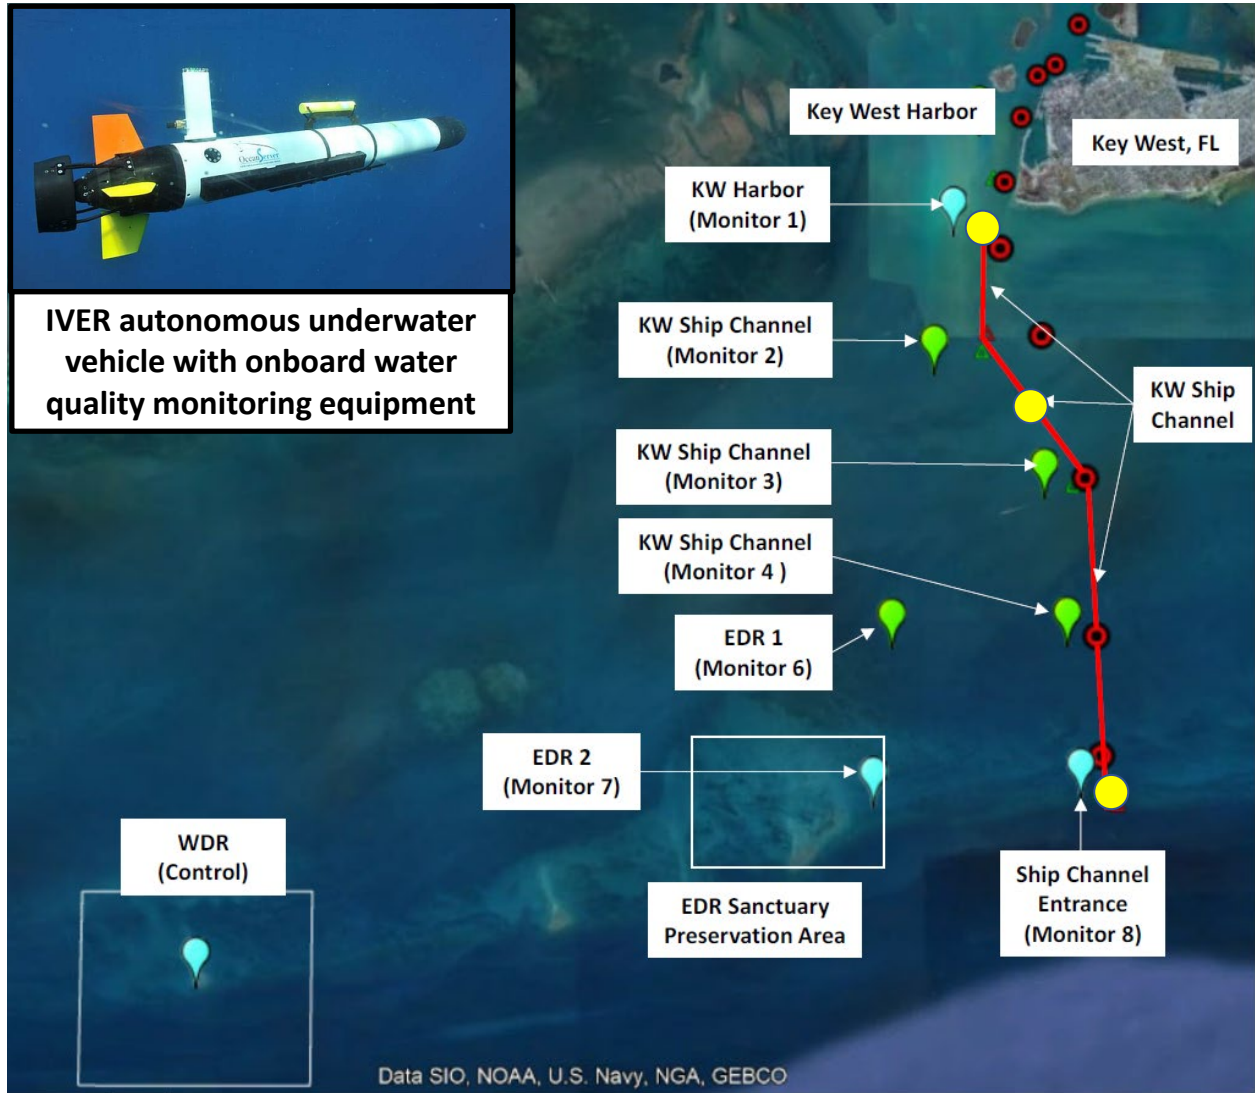 OceanServer
IVER autonomous underwater
vehicle with onboard water
quality monitoring equipment
Key West Harbor
Key West, FL
KW Harbor
(Monitor 1)
KW Ship Channel
(Monitor 2)
KW Ship
Channel
KW Ship Channel
(Monitor 3)
KW Ship Channel
(Monitor 4 )
EDR 1
(Monitor 6)
EDR 2
(Monitor 7)
WDR
(Control)
EDR Sanctuary
Preservation Area
Ship Channel
Entrance
(Monitor 8)
Data SIO, NOAA, U.S. Navy, NGA, GEBCO